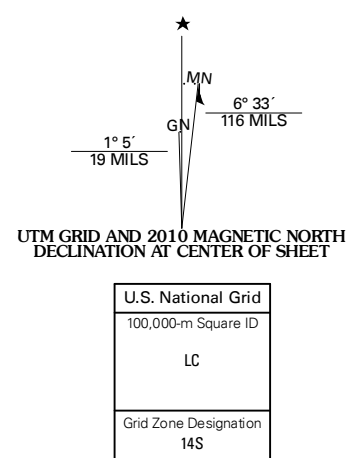 ★
MN
6° 33´
116 MILS
GN
1° 5´
19 MILS
UTM GRID AND 2010 MAGNETIC NORTH
DECLINATION AT CENTER OF SHEET
U.S. National Grid
100,000-m Square ID
LC
Grid Zone Designation
14S